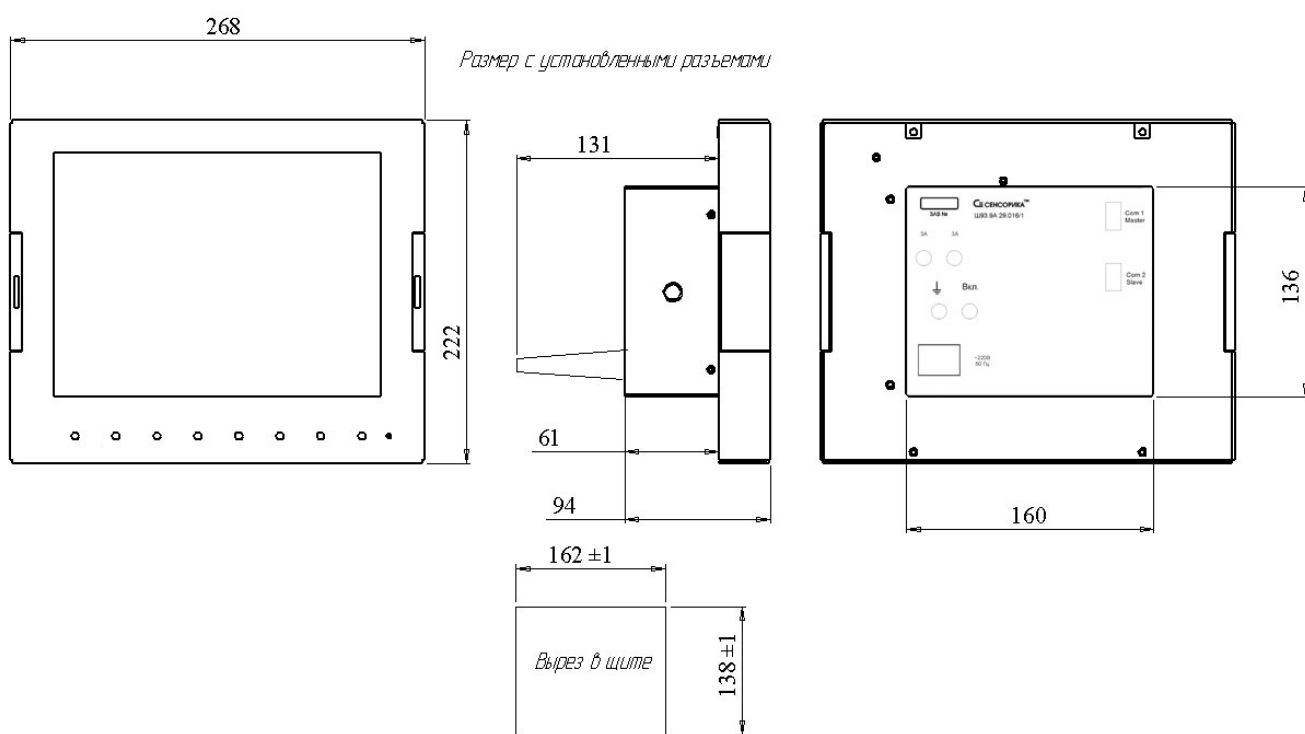 268
Размер с установленными разъемами
131
222
61
94
ЗАВ №
СЕНСОРИКА™
Ш93.9А 29.016/1
Com 1
Master
3А 3А
Com 2
Slave
Вкл.
~220В
50 Гц
136
160
162 ±1
Вырез в щите
138 ±1